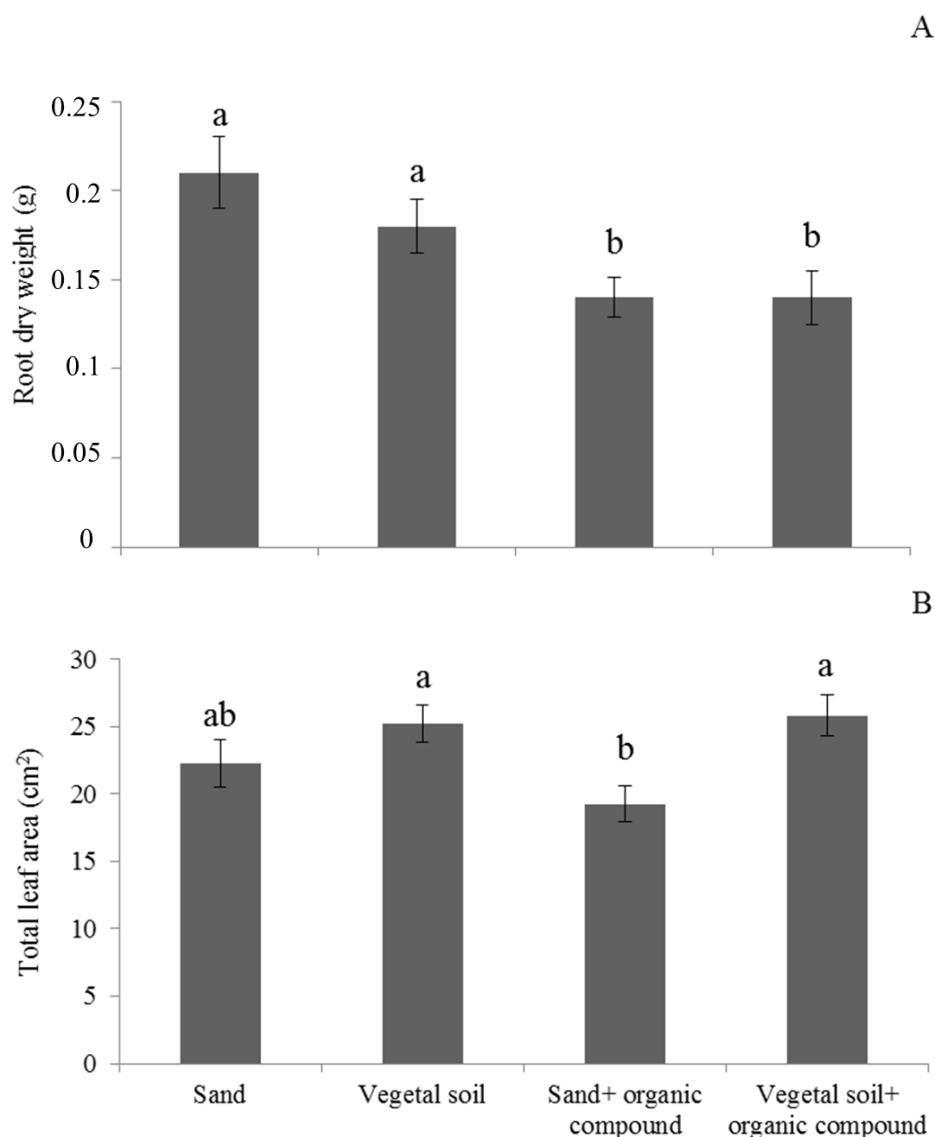 A
Root dry weight (g)
0.25
0.2
0.15
0.1
0.05
0
a
a
b
b
B
Total leaf area (cm²)
30
25
20
15
10
5
0
ab
a
b
a
Sand
Vegetal soil
Sand+ organic
compound
Vegetal soil+
organic compound